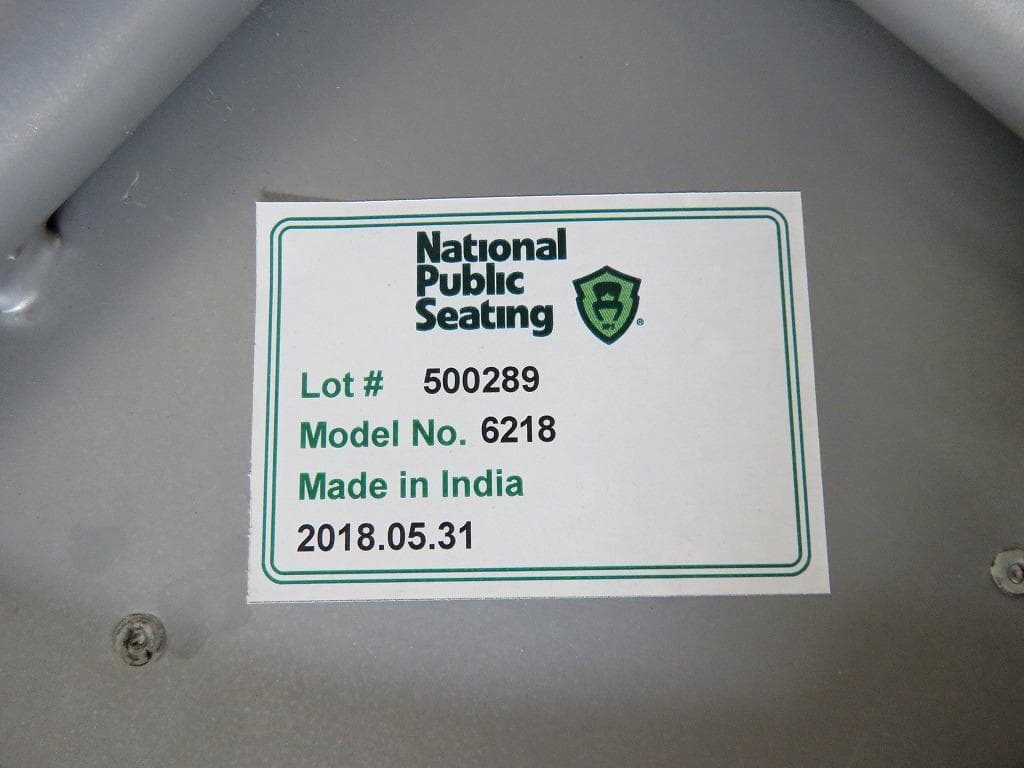 National
Public
Seating
®
Lot # 500289
Model No. 6218
Made in India
2018.05.31